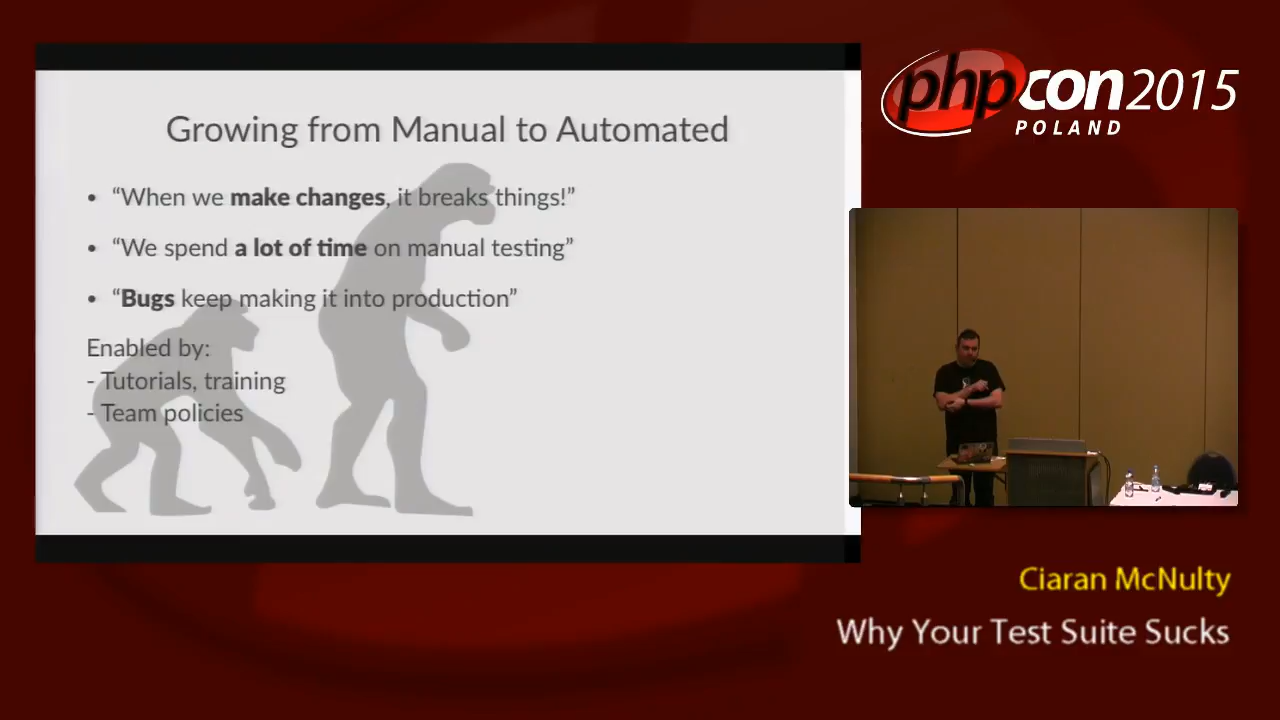 Growing from Manual to Automated
• “When we make changes, it breaks things!”
• “We spend a lot of time on manual testing”
• “Bugs keep making it into production”
Enabled by:
- Tutorials, training
- Team policies
phpcon2015
POLAND
Ciaran McNulty
Why Your Test Suite Sucks